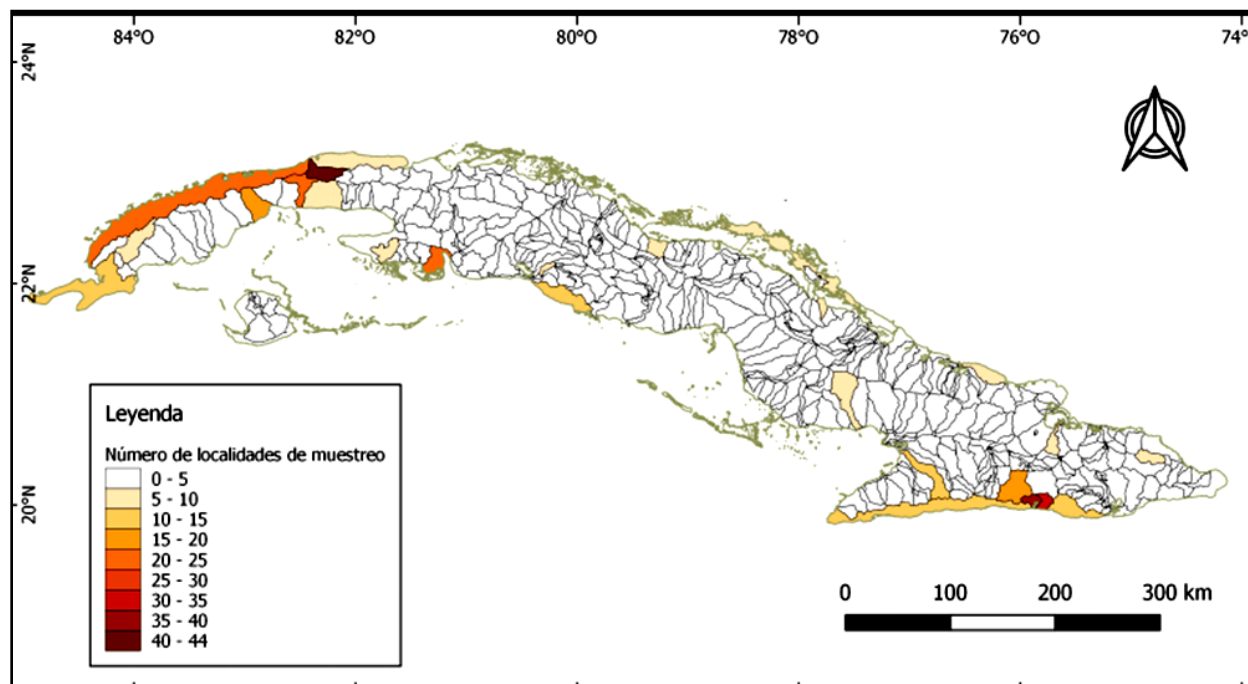 84°O 82°O 80°O 78°O 76°O 74°
24°N
22°N
20°N
Leyenda
Número de localidades de muestreo
0 - 5
5 - 10
10 - 15
15 - 20
20 - 25
25 - 30
30 - 35
35 - 40
40 - 44
0 100 200 300 km